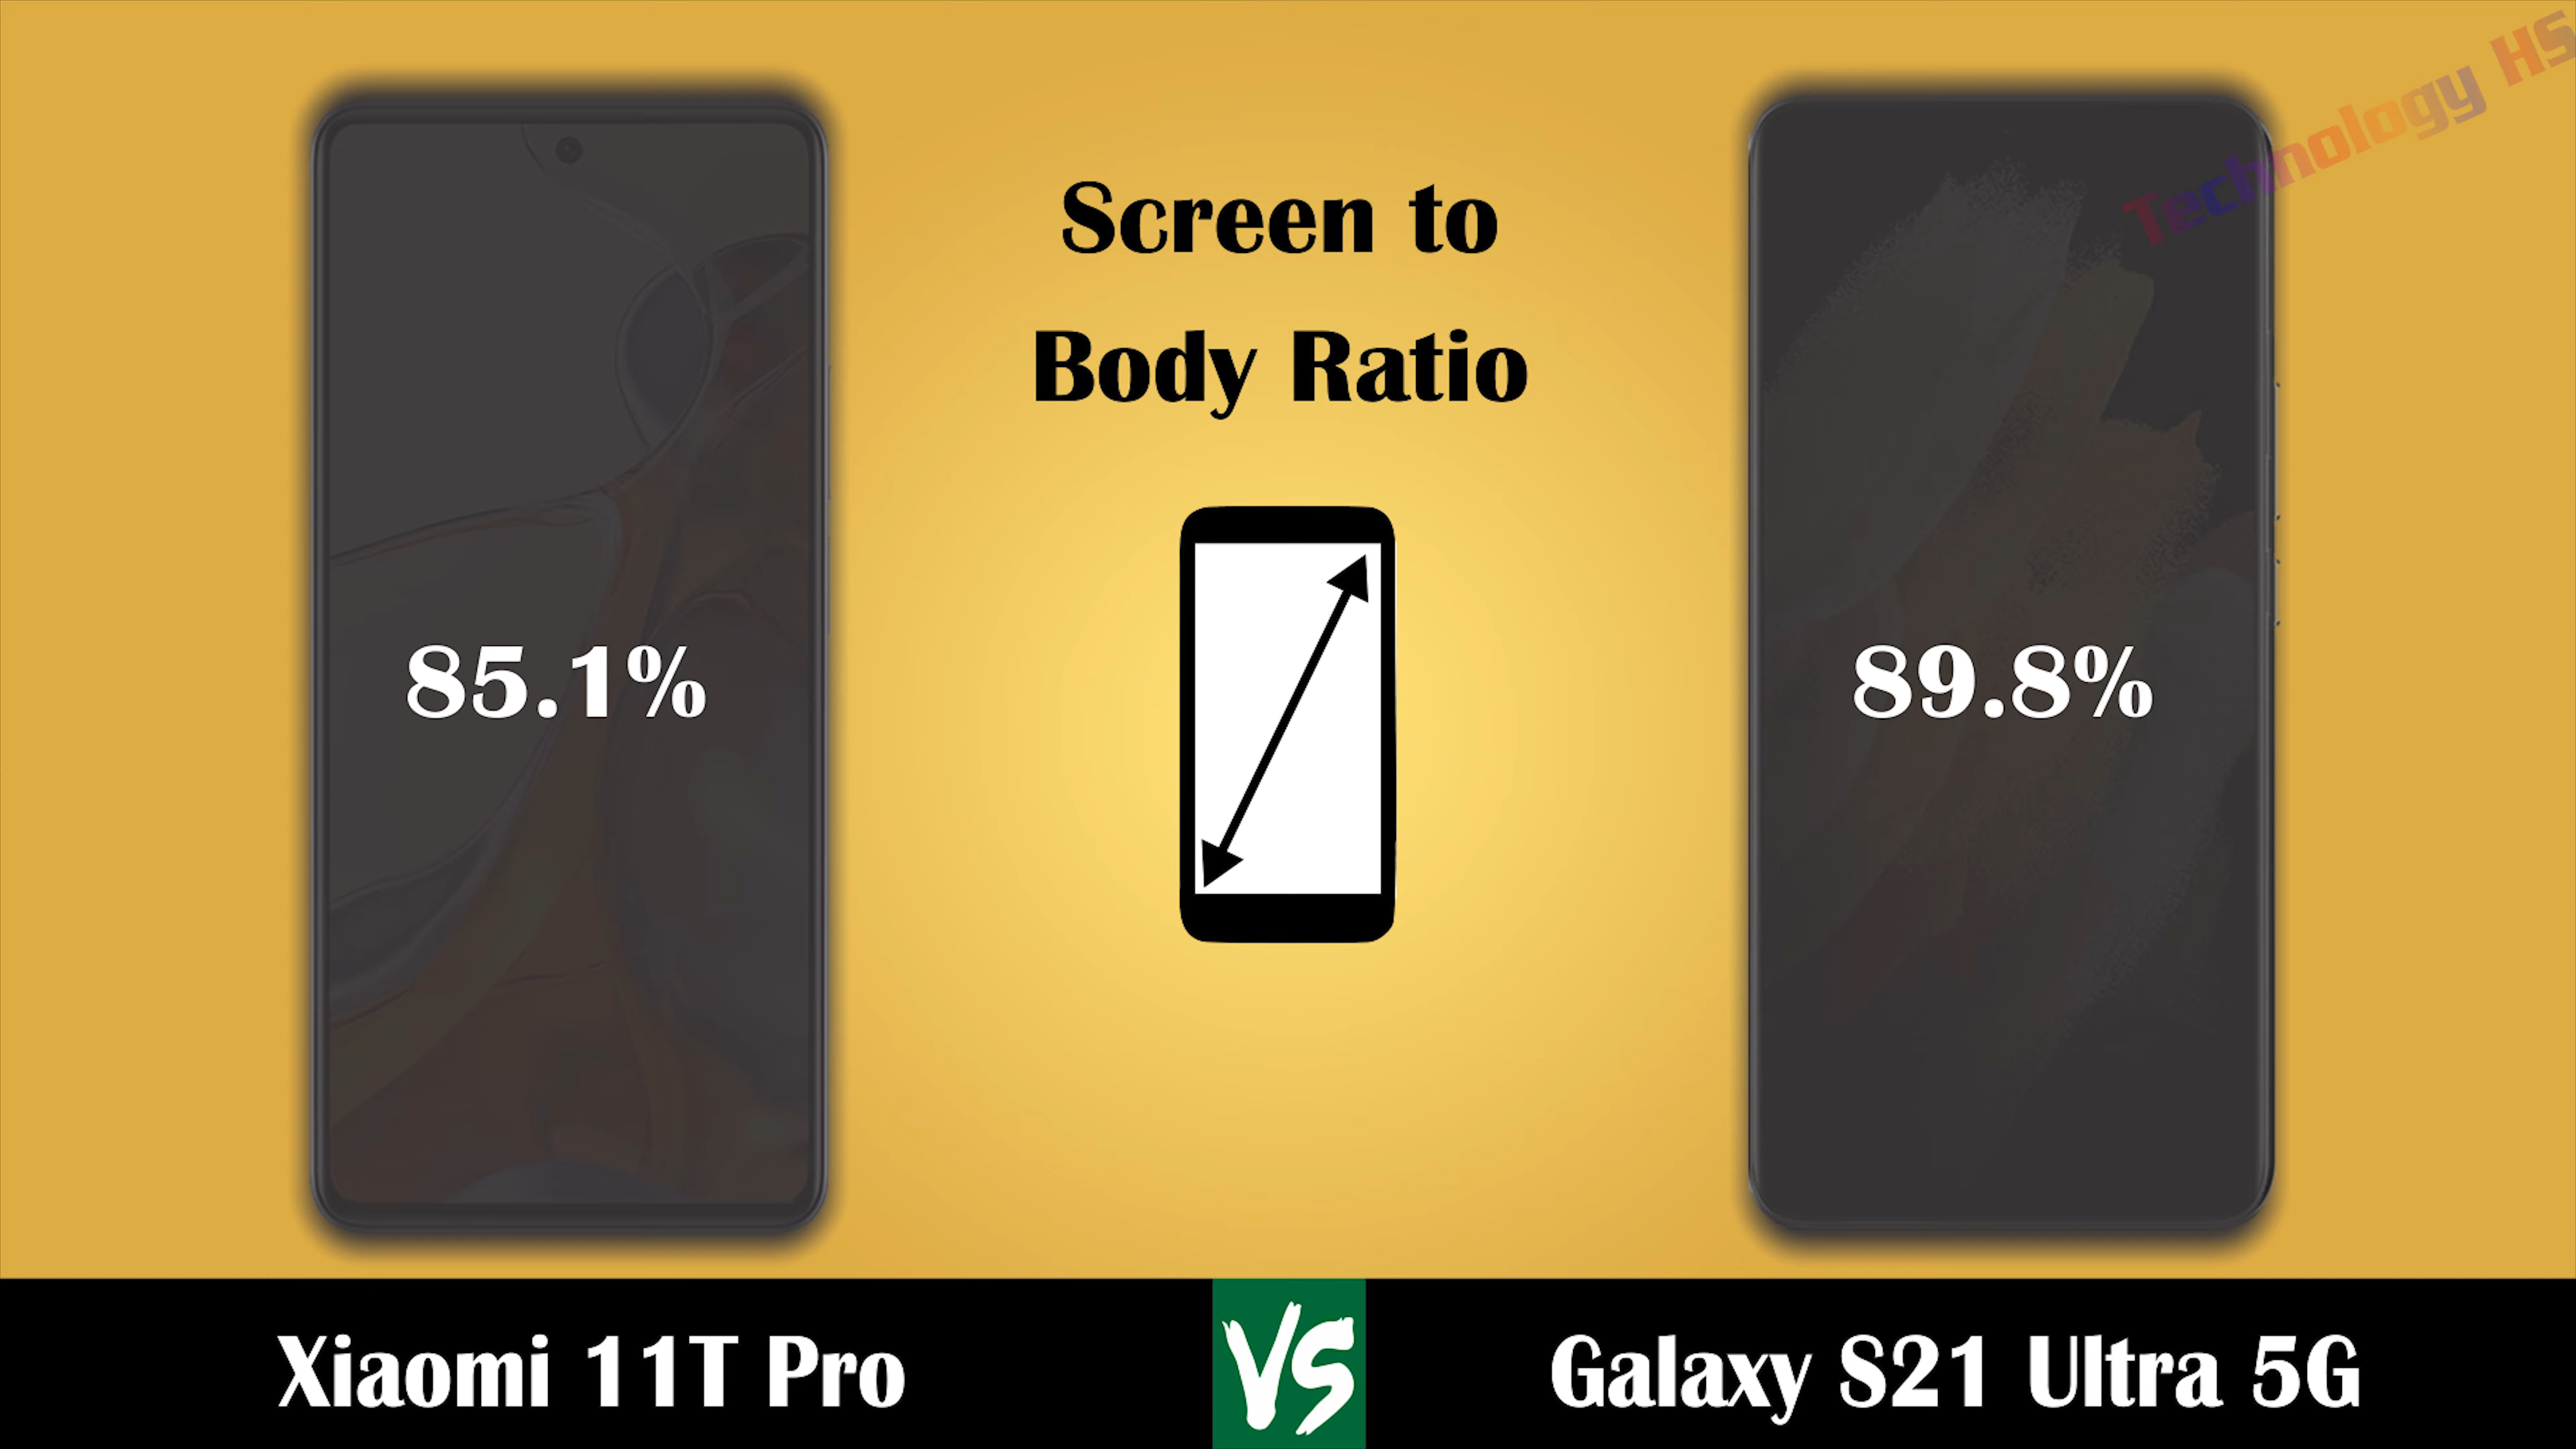 Technology HS
Screen to
Body Ratio
85.1%
89.8%
Xiaomi 11T Pro
VS
Galaxy S21 Ultra 5G